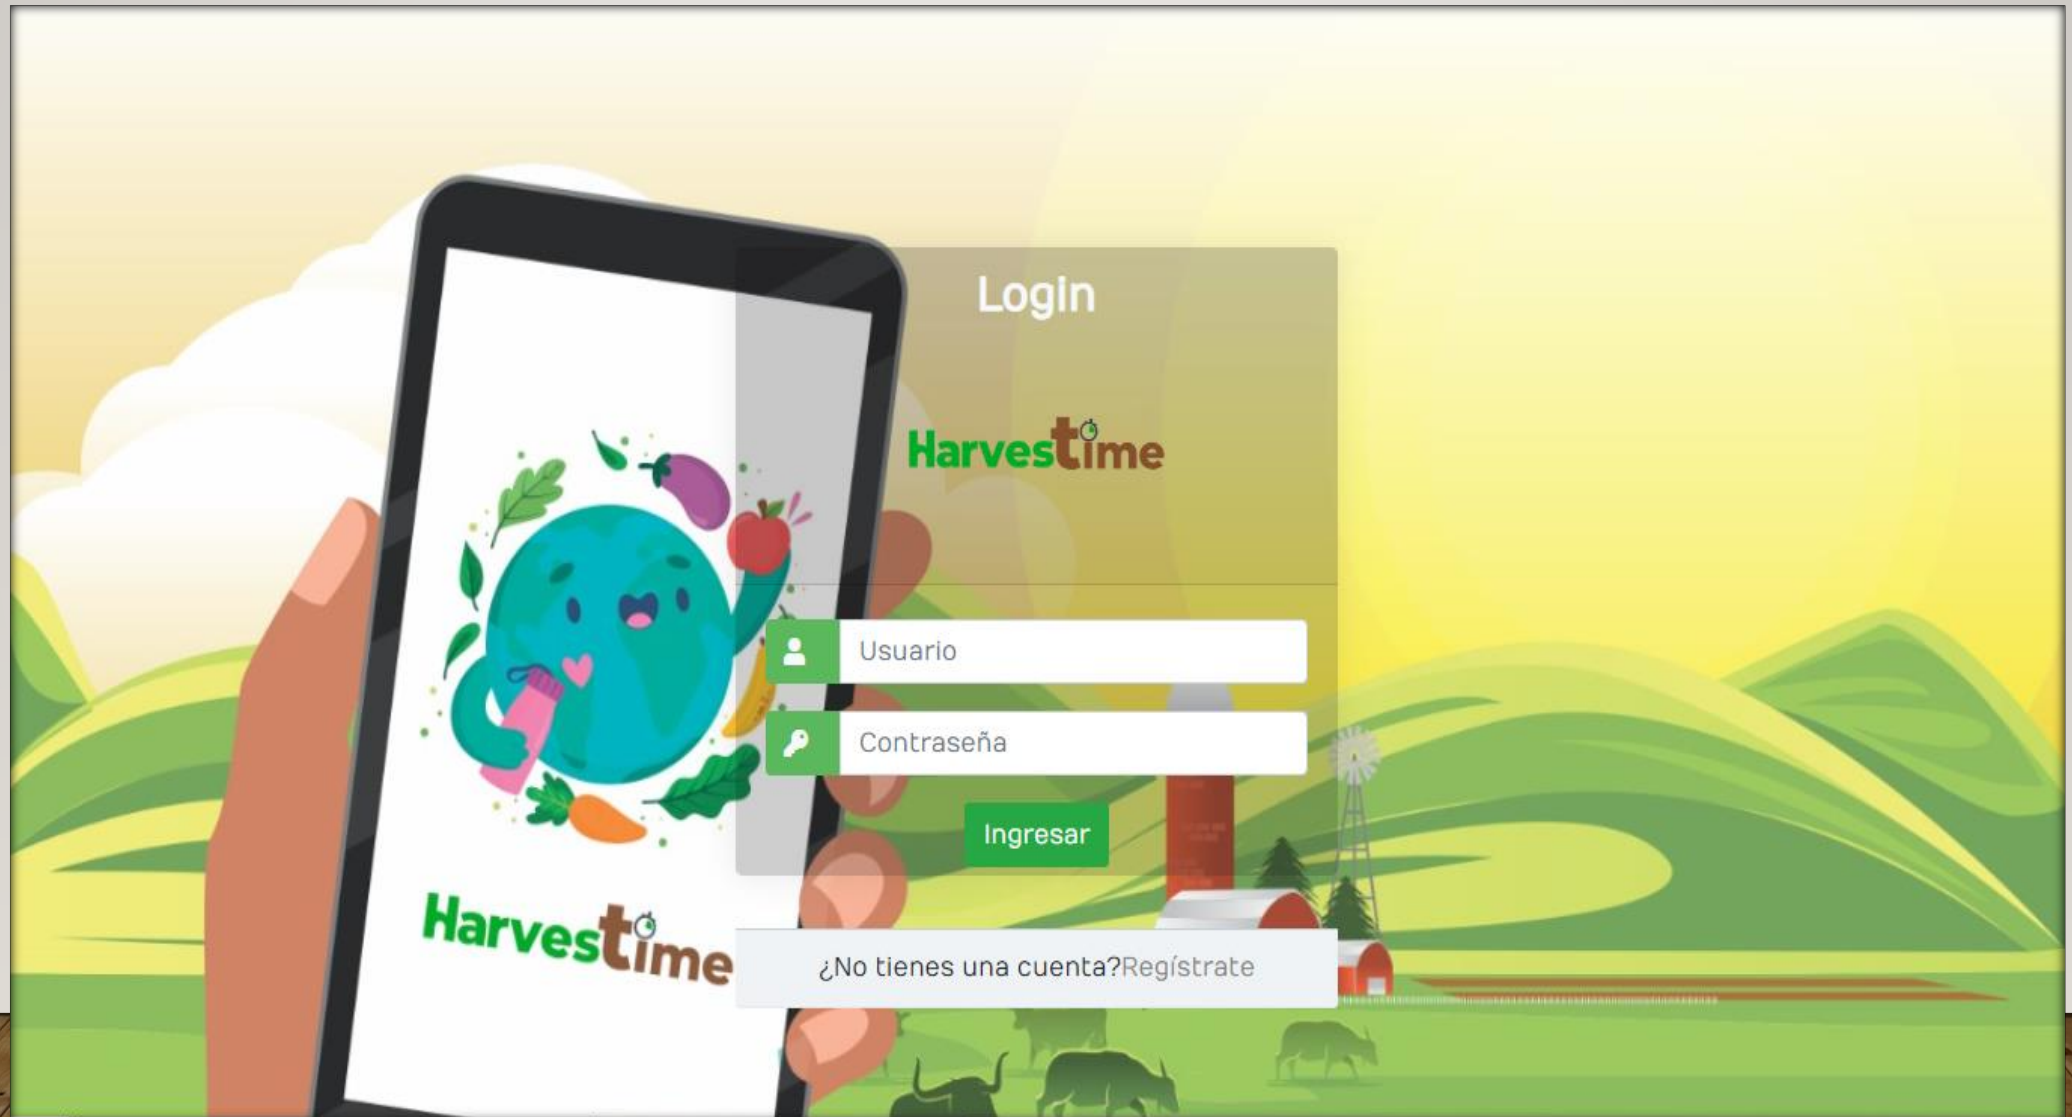 Login
Harvestime
Usuario
Contraseña
Ingresar
Harvestime
¿No tienes una cuenta?Regístrate